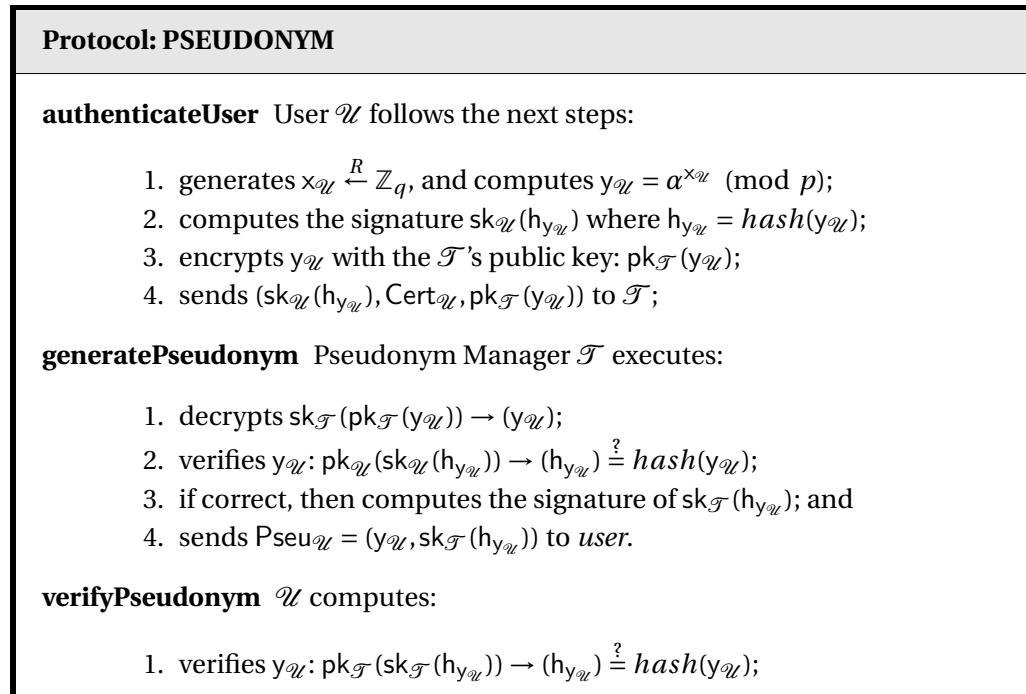 Protocol: PSEUDONYM
authenticateUser User 𝒰 follows the next steps:
1. generates x_𝒰 ←^R ℤ_q, and computes y_𝒰 = α^{x_𝒰} (mod p);
2. computes the signature sk_𝒰(h_{y_𝒰}) where h_{y_𝒰} = hash(y_𝒰);
3. encrypts y_𝒰 with the 𝒯's public key: pk_𝒯(y_𝒰);
4. sends (sk_𝒰(h_{y_𝒰}), Cert_𝒰, pk_𝒯(y_𝒰)) to 𝒯;
generatePseudonym Pseudonym Manager 𝒯 executes:
1. decrypts sk_𝒯(pk_𝒯(y_𝒰)) → (y_𝒰);
2. verifies y_𝒰: pk_𝒰(sk_𝒰(h_{y_𝒰})) → (h_{y_𝒰}) ≟ hash(y_𝒰);
3. if correct, then computes the signature of sk_𝒯(h_{y_𝒰}); and
4. sends Pseu_𝒰 = (y_𝒰, sk_𝒯(h_{y_𝒰})) to user.
verifyPseudonym 𝒰 computes:
1. verifies y_𝒰: pk_𝒯(sk_𝒯(h_{y_𝒰})) → (h_{y_𝒰}) ≟ hash(y_𝒰);